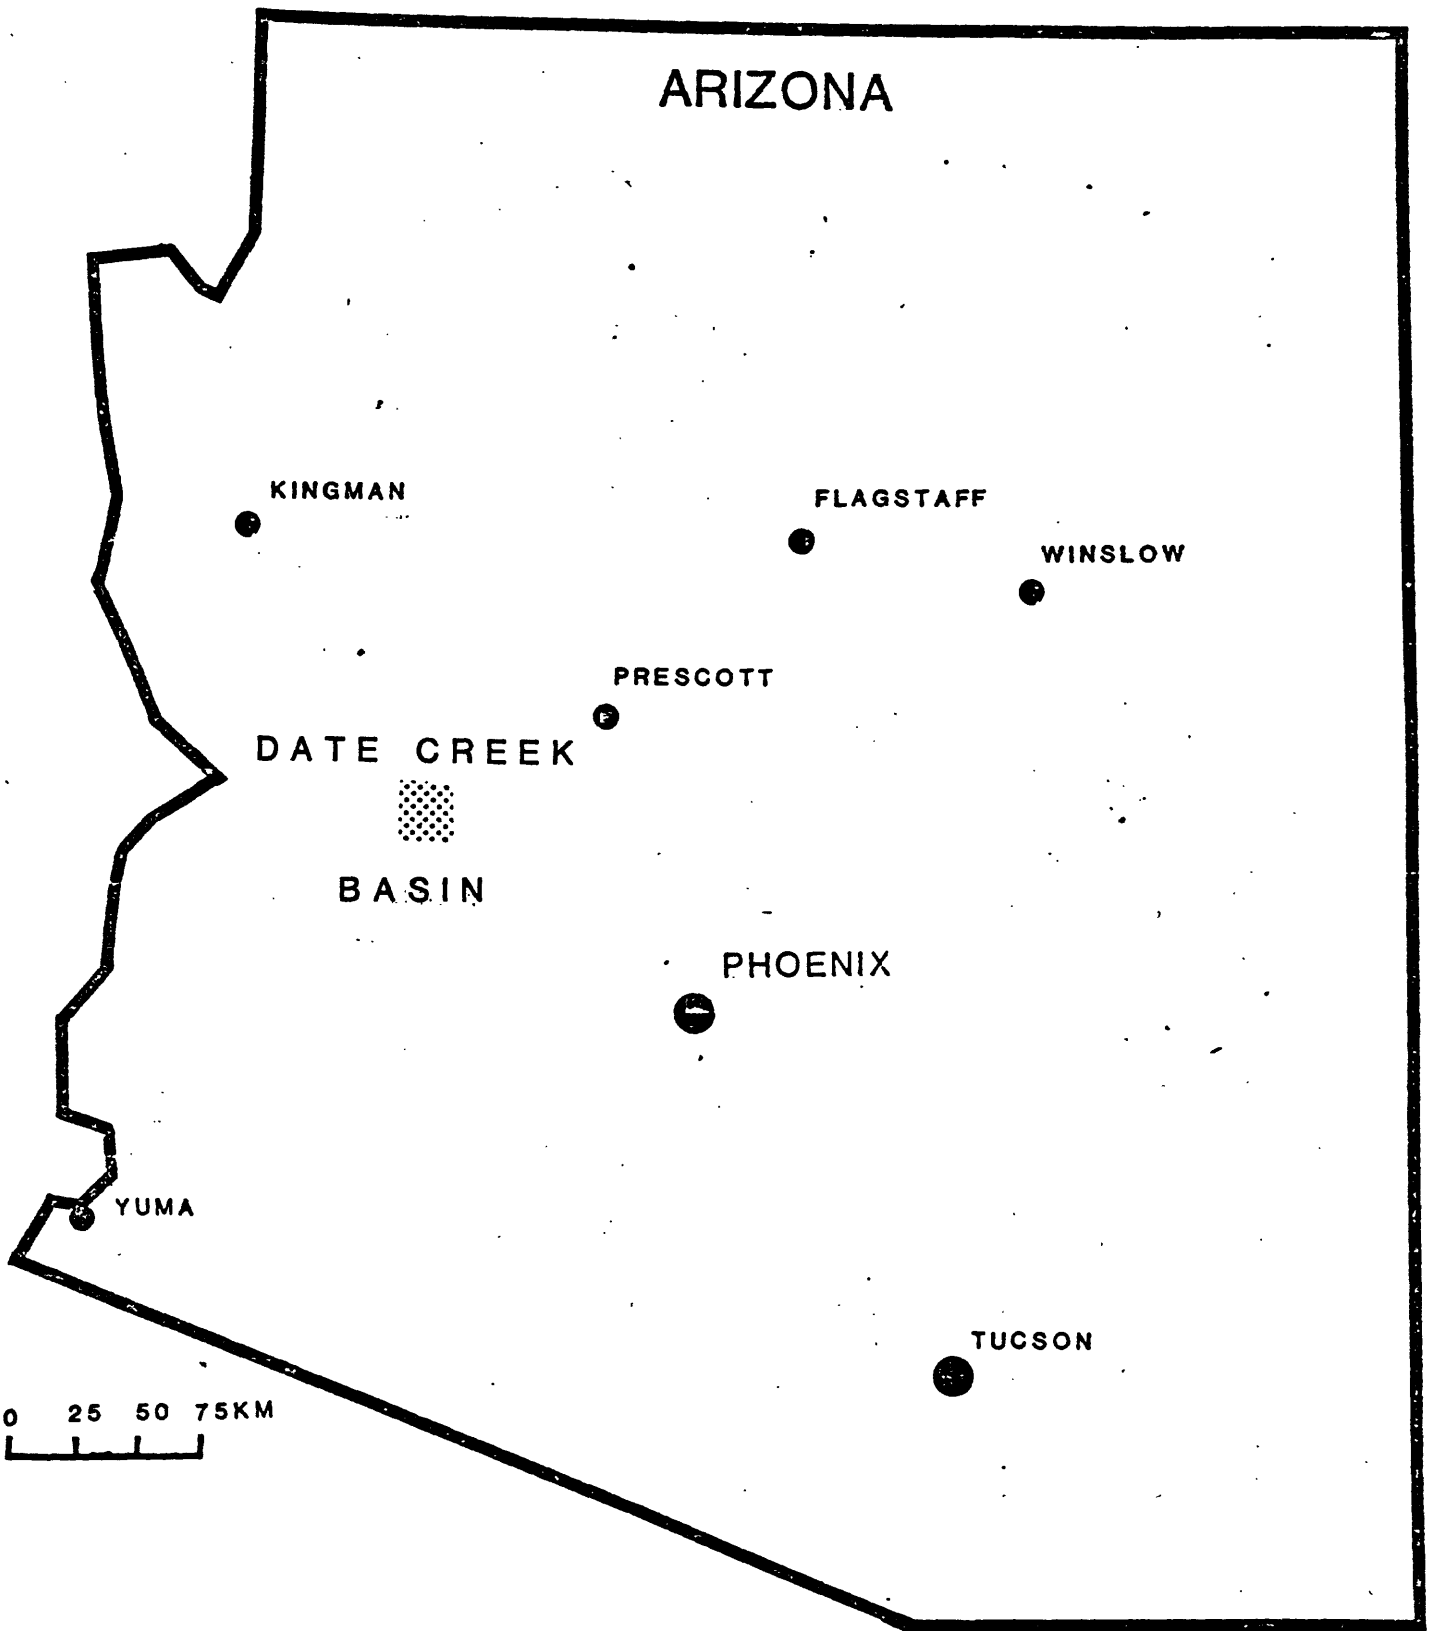 ARIZONA
KINGMAN
FLAGSTAFF
WINSLOW
PRESCOTT
DATE CREEK
BASIN
PHOENIX
YUMA
TUCSON
0 25 50 75KM